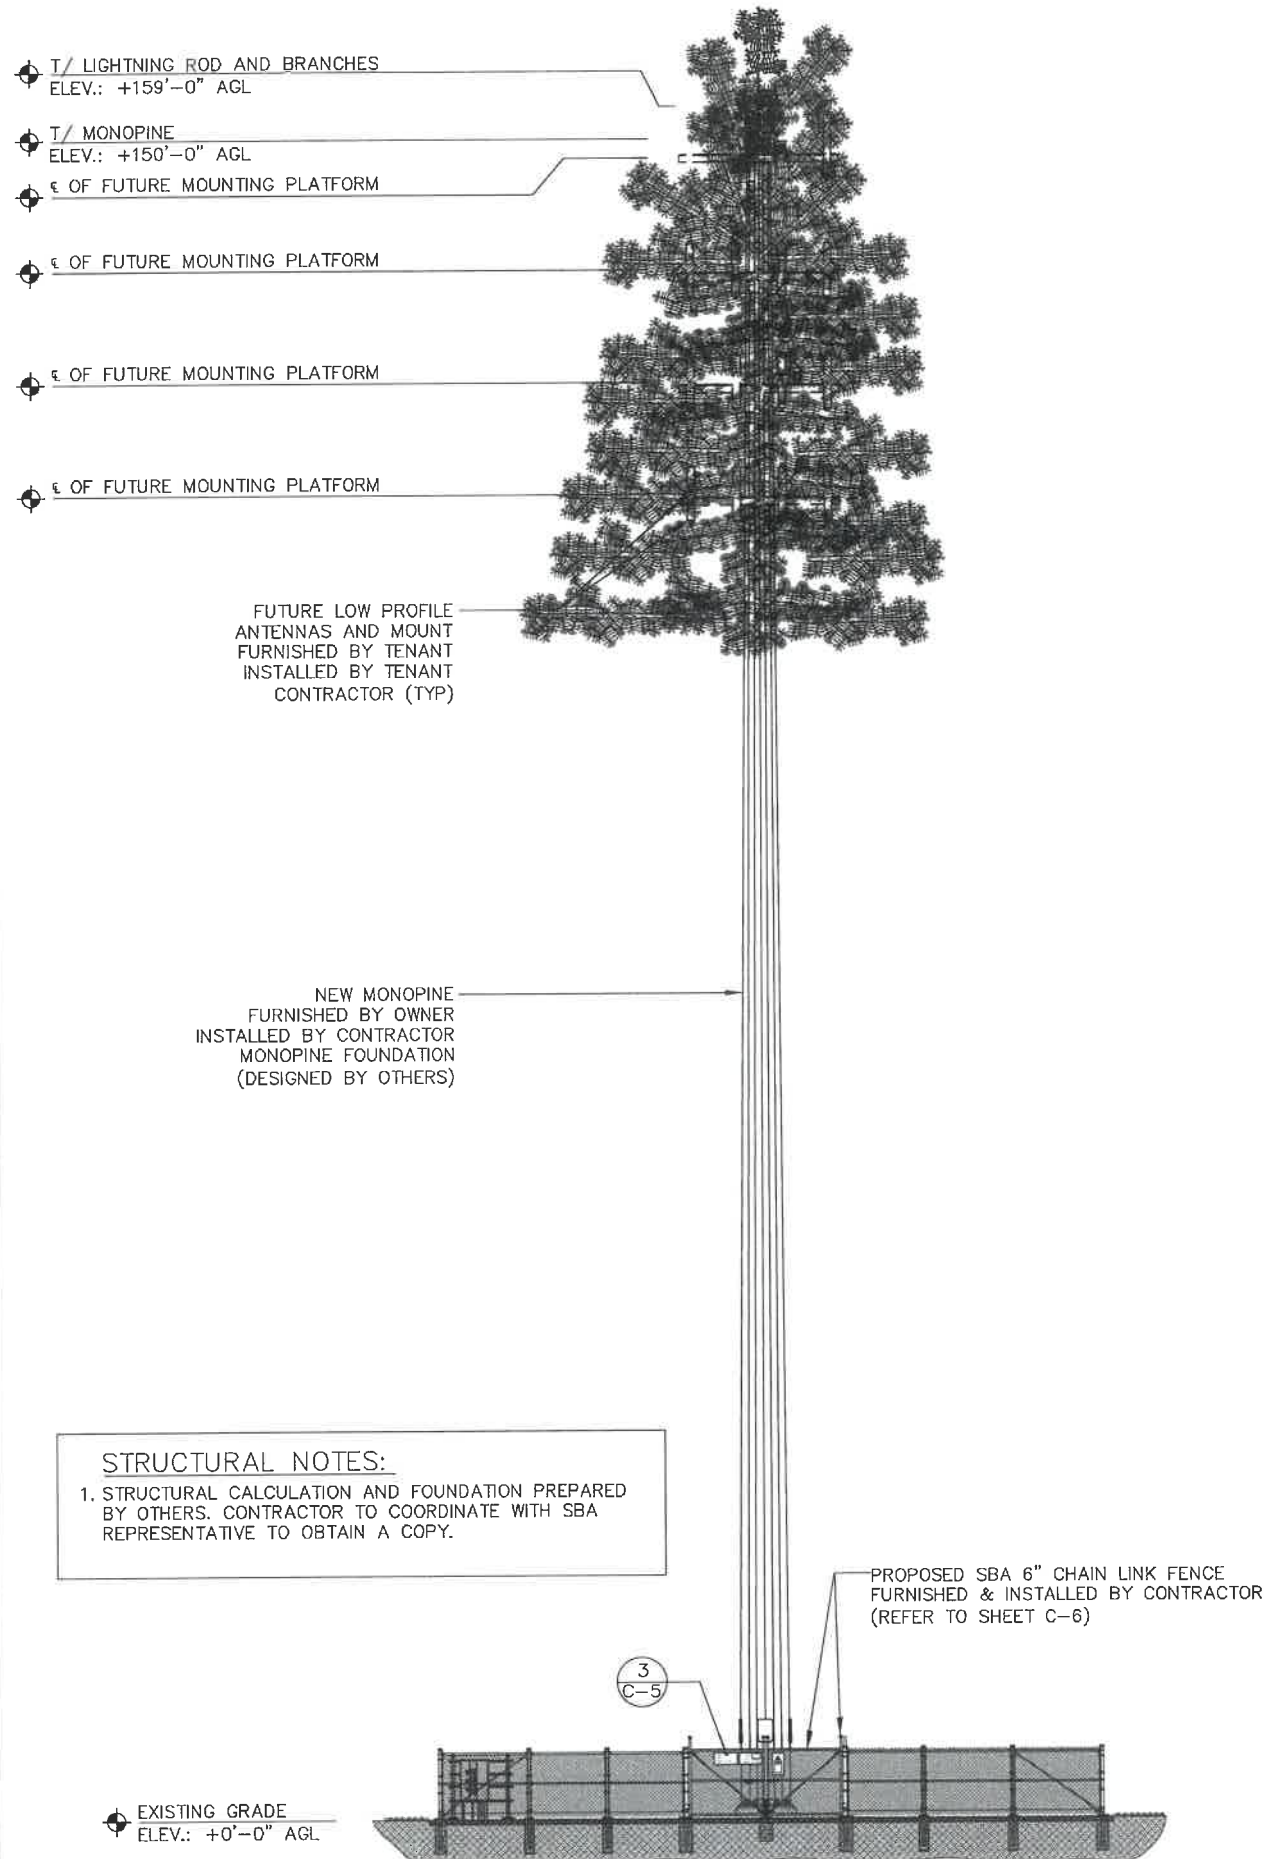 T/ LIGHTNING ROD AND BRANCHES
ELEV.: +159'-0" AGL
T/ MONOPINE
ELEV.: +150'-0" AGL
℄ OF FUTURE MOUNTING PLATFORM
℄ OF FUTURE MOUNTING PLATFORM
℄ OF FUTURE MOUNTING PLATFORM
℄ OF FUTURE MOUNTING PLATFORM
FUTURE LOW PROFILE
ANTENNAS AND MOUNT
FURNISHED BY TENANT
INSTALLED BY TENANT
CONTRACTOR (TYP)
NEW MONOPINE
FURNISHED BY OWNER
INSTALLED BY CONTRACTOR
MONOPINE FOUNDATION
(DESIGNED BY OTHERS)
STRUCTURAL NOTES:
1. STRUCTURAL CALCULATION AND FOUNDATION PREPARED
BY OTHERS. CONTRACTOR TO COORDINATE WITH SBA
REPRESENTATIVE TO OBTAIN A COPY.
PROPOSED SBA 6" CHAIN LINK FENCE
FURNISHED & INSTALLED BY CONTRACTOR
(REFER TO SHEET C-6)
3
C-5
EXISTING GRADE
ELEV.: +0'-0" AGL